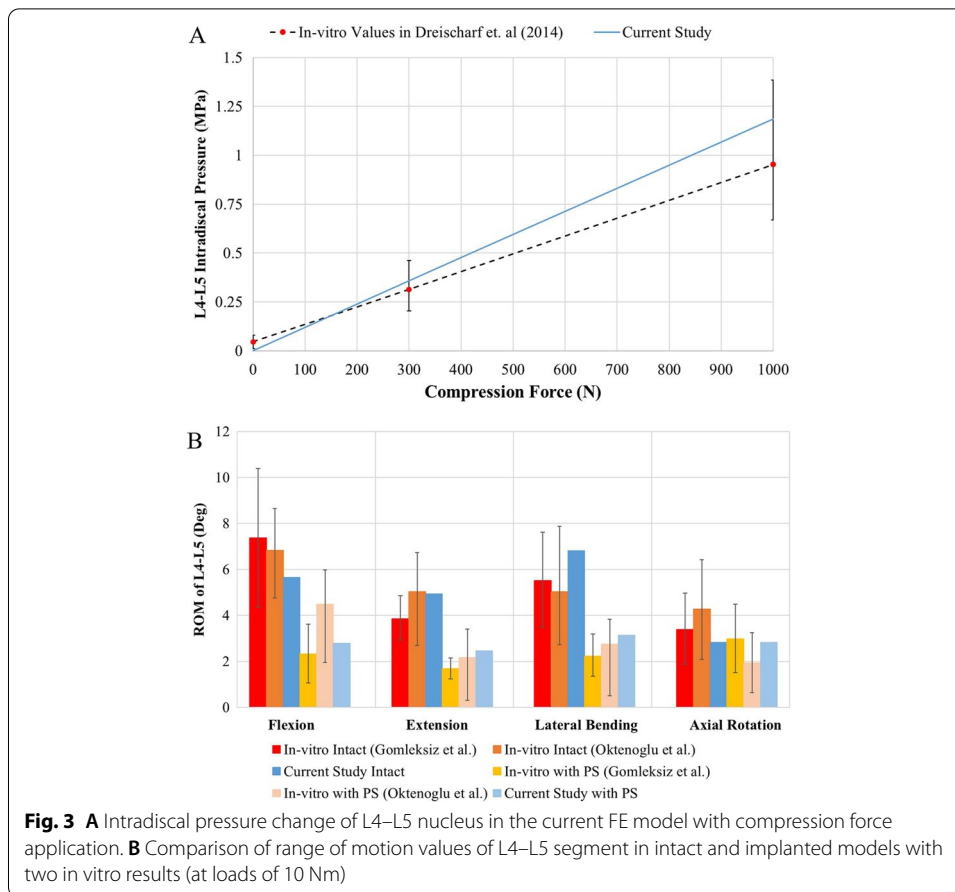 A
In-vitro Values in Dreischarf et. al (2014) Current Study
L4-L5 Intradiscal Pressure (MPa)
1.5
1.25
1
0.75
0.5
0.25
0
0 100 200 300 400 500 600 700 800 900 1000
Compression Force (N)
B
ROM of L4-L5 (Deg)
12
10
8
6
4
2
0
Flexion Extension Lateral Bending Axial Rotation
In-vitro Intact (Gomleksiz et al.) In-vitro Intact (Oktenoglu et al.)
Current Study Intact In-vitro with PS (Gomleksiz et al.)
In-vitro with PS (Oktenoglu et al.) Current Study with PS
Fig. 3 A Intradiscal pressure change of L4–L5 nucleus in the current FE model with compression force
application. B Comparison of range of motion values of L4–L5 segment in intact and implanted models with
two in vitro results (at loads of 10 Nm)